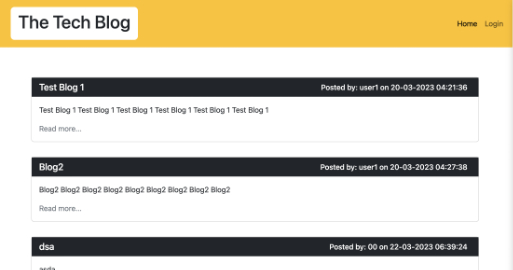 The Tech Blog
Home Login
Test Blog 1 Posted by: user1 on 20-03-2023 04:21:36
Test Blog 1 Test Blog 1 Test Blog 1 Test Blog 1 Test Blog 1 Test Blog 1
Read more...
Blog2 Posted by: user1 on 20-03-2023 04:27:38
Blog2 Blog2 Blog2 Blog2 Blog2 Blog2 Blog2 Blog2 Blog2
Read more...
dsa Posted by: 00 on 22-03-2023 06:39:24